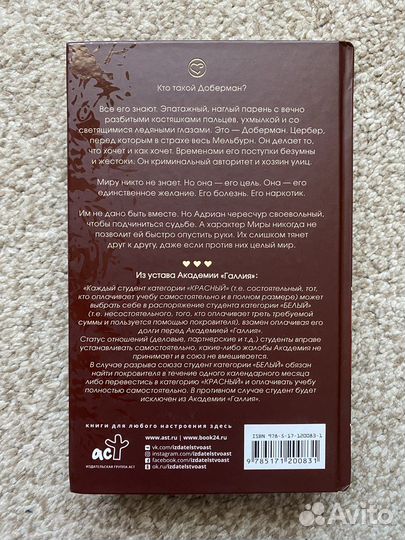 Кто такой Доберман?
Все его знают. Эпатажный, наглый парень с вечно
разбитыми костяшками пальцев, ухмылкой и со
светящимися ледяными глазами. Это — Доберман. Цербер,
перед которым в страхе весь Мельбурн. Он делает то,
что хочет и как хочет. Временами его поступки безумны
и жестоки. Он криминальный авторитет и хозяин улиц.
Миру никто не знает. Но она — его цель. Она — его
единственное желание. Его болезнь. Его наркотик.
Им не дано быть вместе. Но Адриан чересчур своевольный,
чтобы подчиниться судьбе. А характер Миры никогда не
позволит ей быстро опустить руки. Их слишком тянет
друг к другу, даже если против них целый мир.
Из устава Академии «Галлия»:
«Каждый студент категории «КРАСНЫЙ» (т.е. состоятельный, тот,
кто оплачивает учебу самостоятельно и в полном размере) может
выбрать себе в распоряжение студента категории «БЕЛЫЙ»
(т.е. несостоятельного, того, кто оплачивает треть требуемой
суммы и пользуется помощью покровителя), взамен оплачивая его
долги перед Академией «Галлия».
Статус отношений (деловые, партнерские и т.д.) студенты вправе
устанавливать самостоятельно, какие-либо жалобы Академия не
принимает и в союз не вмешивается.
В случае разрыва союза студент категории «БЕЛЫЙ» обязан
найти покровителя в течение одного календарного месяца
либо перевестись в категорию «КРАСНЫЙ» и оплачивать учебу
полностью самостоятельно. В противном случае студент будет
исключен из Академии «Галлия».
книги для любого настроения здесь
аст
ИЗДАТЕЛЬСКАЯ ГРУППА АСТ
www.ast.ru | www.book24.ru
vk.com/izdatelstvoast
instagram.com/izdatelstvoast
facebook.com/izdatelstvoast
ok.ru/izdatelstvoast
ISBN 978-5-17-120083-1
9 785171 200831
Avito